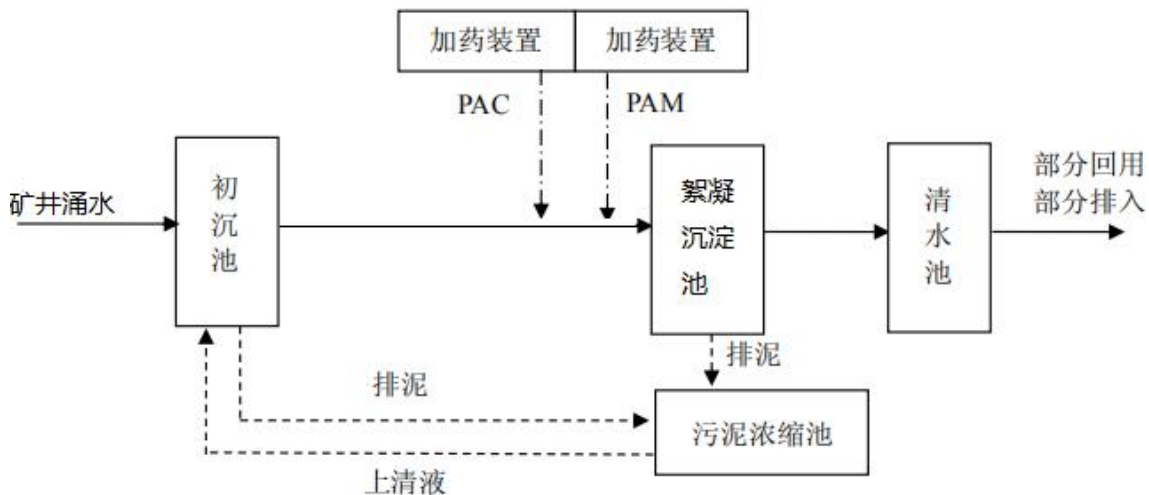 加药装置
加药装置
PAC
PAM
矿井涌水
初沉池
絮凝
沉淀
池
清水池
部分回用
部分排入
排泥
排泥
污泥浓缩池
上清液